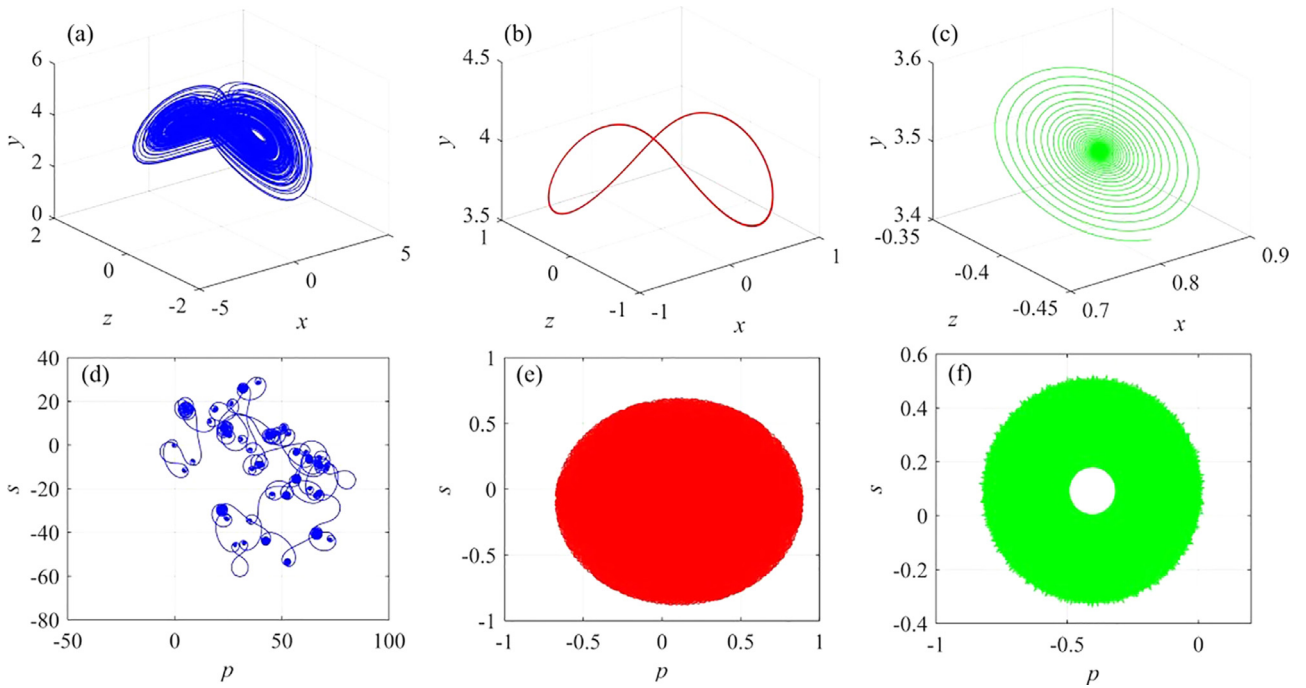 (a)
6
4
y
2
0
2
0
z
-2
-5
0
x
5
(b)
4.5
4
y
3.5
1
0
z
-1
-1
0
x
1
(c)
3.6
3.5
y
3.4
-0.35
-0.4
z
-0.45
0.7
0.8
x
0.9
(d)
40
20
0
s
-20
-40
-60
-80
-50
0
50
100
p
(e)
1
0.5
0
s
-0.5
-1
-1
-0.5
0
0.5
1
p
(f)
0.6
0.4
0.2
s
0
-0.2
-0.4
-1
-0.5
0
p